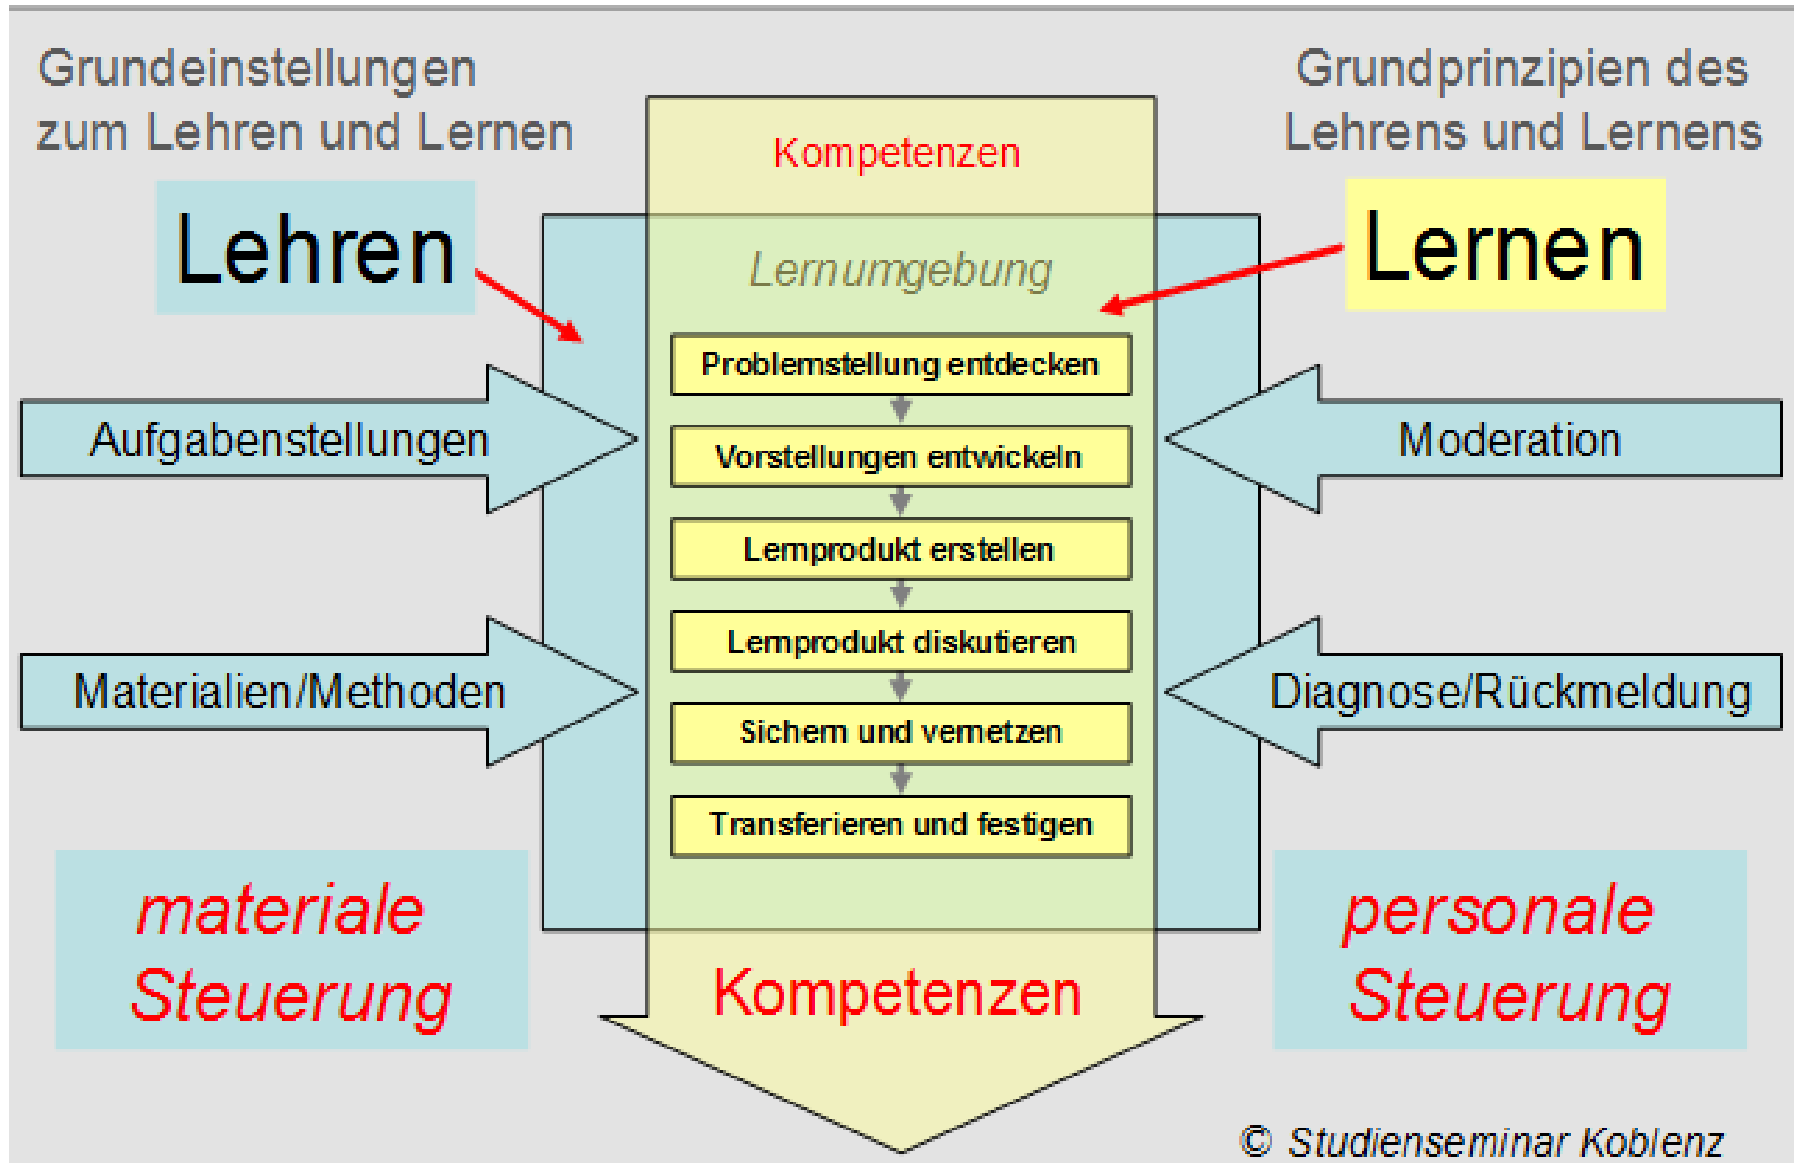 Grundeinstellungen
zum Lehren und Lernen
Grundprinzipien des
Lehrens und Lernens
Kompetenzen
Lehren
Lernen
Lernumgebung
Problemstellung entdecken
Vorstellungen entwickeln
Lernprodukt erstellen
Lernprodukt diskutieren
Sichern und vernetzen
Transferieren und festigen
Aufgabenstellungen
Materialien/Methoden
Moderation
Diagnose/Rückmeldung
materiale
Steuerung
personale
Steuerung
Kompetenzen
© Studienseminar Koblenz